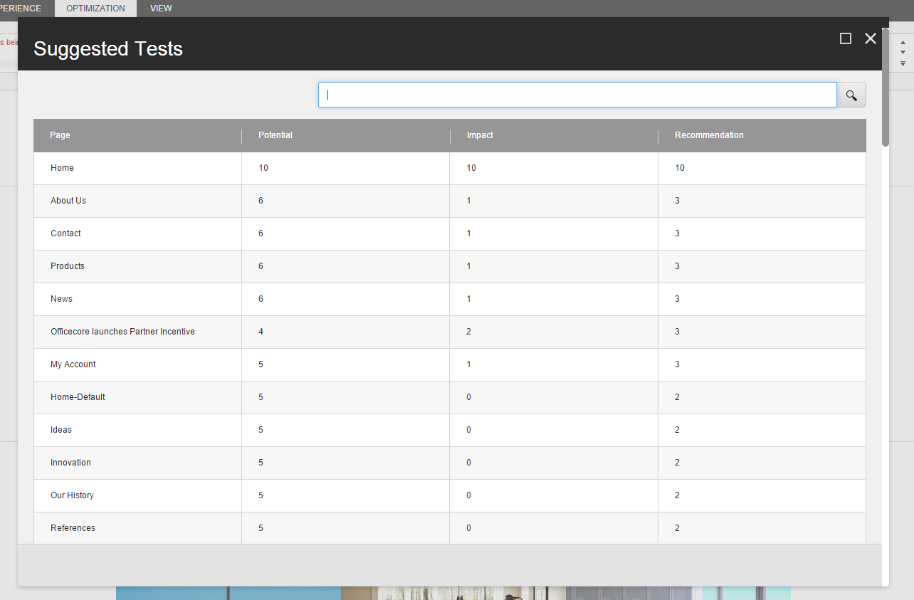 PERIENCE OPTIMIZATION VIEW
Suggested Tests
Page Potential Impact Recommendation
Home 10 10 10
About Us 6 1 3
Contact 6 1 3
Products 6 1 3
News 6 1 3
Officecore launches Partner Incentive 4 2 3
My Account 5 1 3
Home-Default 5 0 2
Ideas 5 0 2
Innovation 5 0 2
Our History 5 0 2
References 5 0 2